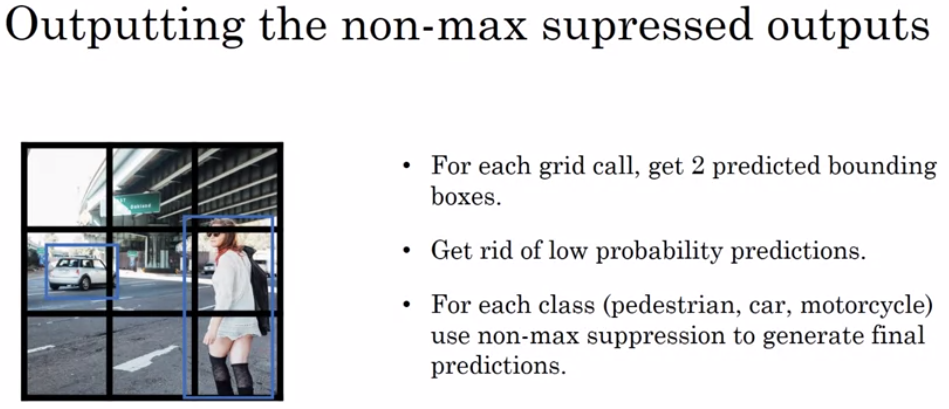 Outputting the non-max supressed outputs
• For each grid call, get 2 predicted bounding
boxes.
• Get rid of low probability predictions.
• For each class (pedestrian, car, motorcycle)
use non-max suppression to generate final
predictions.
Oakland